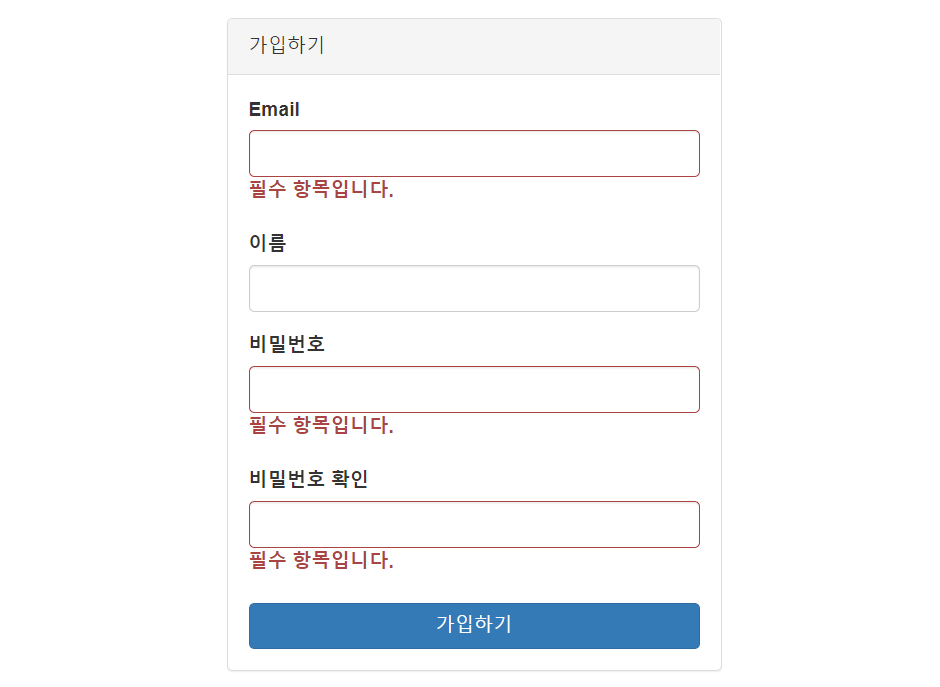 가입하기
Email
필수 항목입니다.
이름
비밀번호
필수 항목입니다.
비밀번호 확인
필수 항목입니다.
가입하기